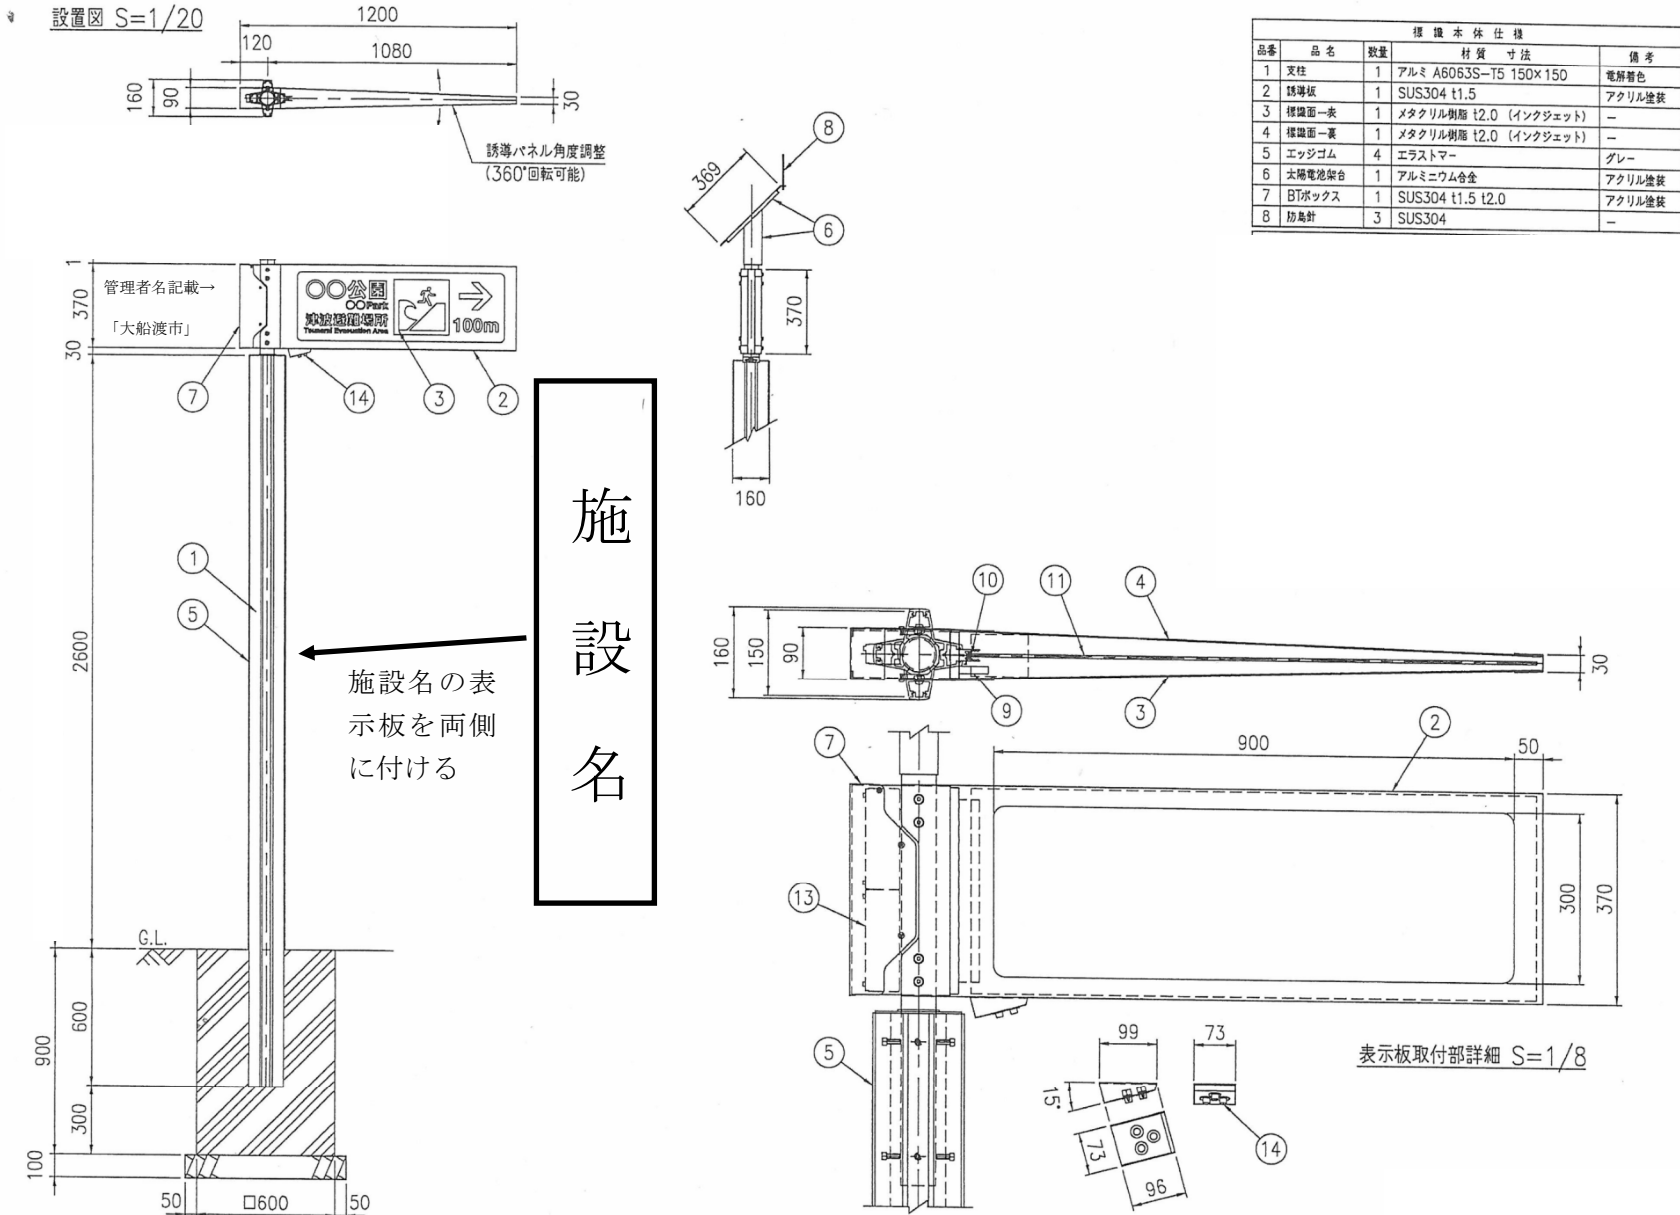 設置図 S=1/20
1200
120
1080
160
90
30
誘導パネル角度調整
(360°回転可能)
標識本体仕様
品番 品名 数量 材質 寸法 備考
1 支柱 1 アルミ A6063S-T5 150×150 電解着色
2 誘導板 1 SUS304 t1.5 アクリル塗装
3 標識面-表 1 メタクリル樹脂 t2.0 (インクジェット) -
4 標識面-裏 1 メタクリル樹脂 t2.0 (インクジェット) -
5 エッジゴム 4 エラストマー グレー
6 太陽電池架台 1 アルミニウム合金 アクリル塗装
7 BTボックス 1 SUS304 t1.5 t2.0 アクリル塗装
8 防鳥針 3 SUS304 -
8
369
6
370
160
1
370
30
管理者名記載→
「大船渡市」
○○公園
○○Park
津波避難場所
Tsunami Evacuation Area
100m
7
14
3
2
1
5
2600
施設名
施設名の表
示板を両側
に付ける
G.L.
600
900
300
100
50
□600
50
10
11
4
160
150
90
30
9
3
7
2
900
50
13
300
370
5
99
73
15°
73
96
14
表示板取付部詳細 S=1/8